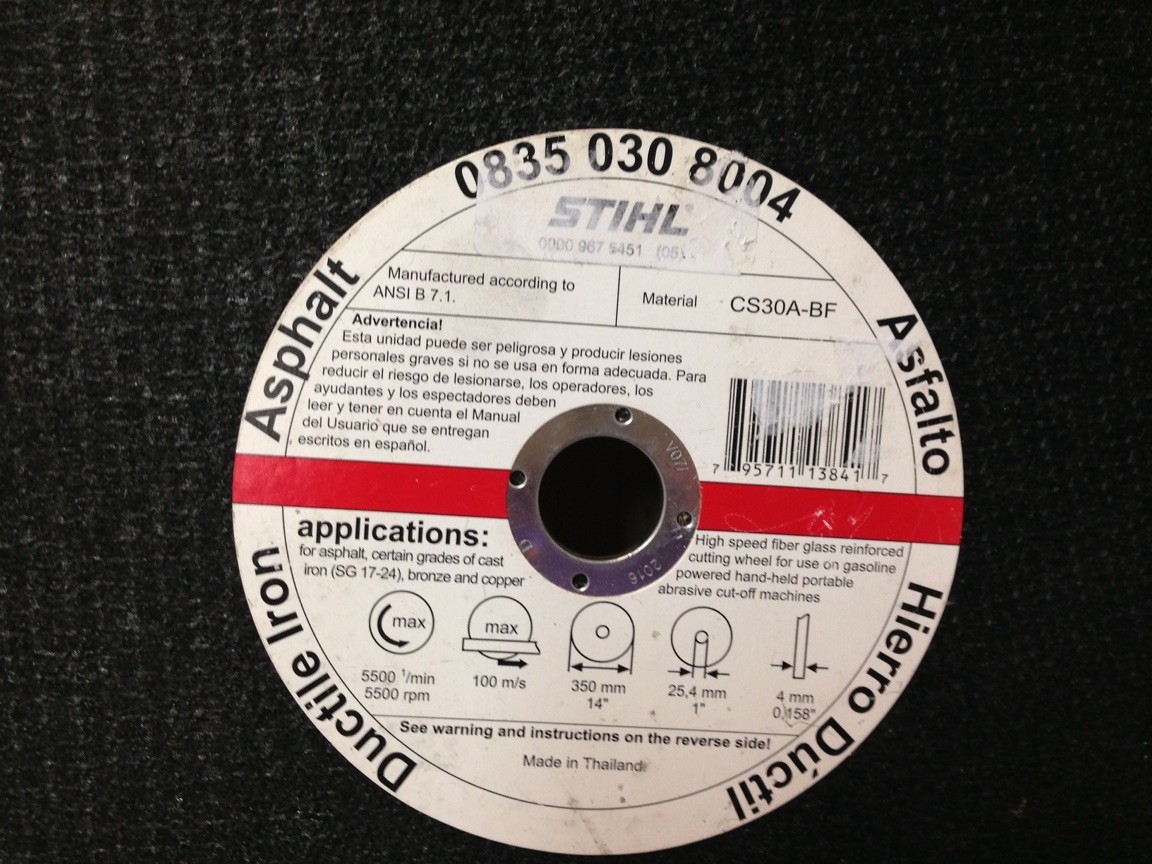 0835 030 8004
STIHL
0000 967 5451 (05)
Manufactured according to
ANSI B 7.1.
Material CS30A-BF
Asphalt
Asfalto
Advertencia!
Esta unidad puede ser peligrosa y producir lesiones
personales graves si no se usa en forma adecuada. Para
reducir el riesgo de lesionarse, los operadores, los
ayudantes y los espectadores deben
leer y tener en cuenta el Manual
del Usuario que se entregan
escritos en español.
7 95711 13841 7
V07/
2016
D
applications:
for asphalt, certain grades of cast
iron (SG 17-24), bronze and copper
High speed fiber glass reinforced
cutting wheel for use on gasoline
powered hand-held portable
abrasive cut-off machines
Ductile Iron
Hierro Dúctil
max
max
5500 1/min
5500 rpm
100 m/s
350 mm
14"
25,4 mm
1"
4 mm
0,158"
See warning and instructions on the reverse side!
Made in Thailand